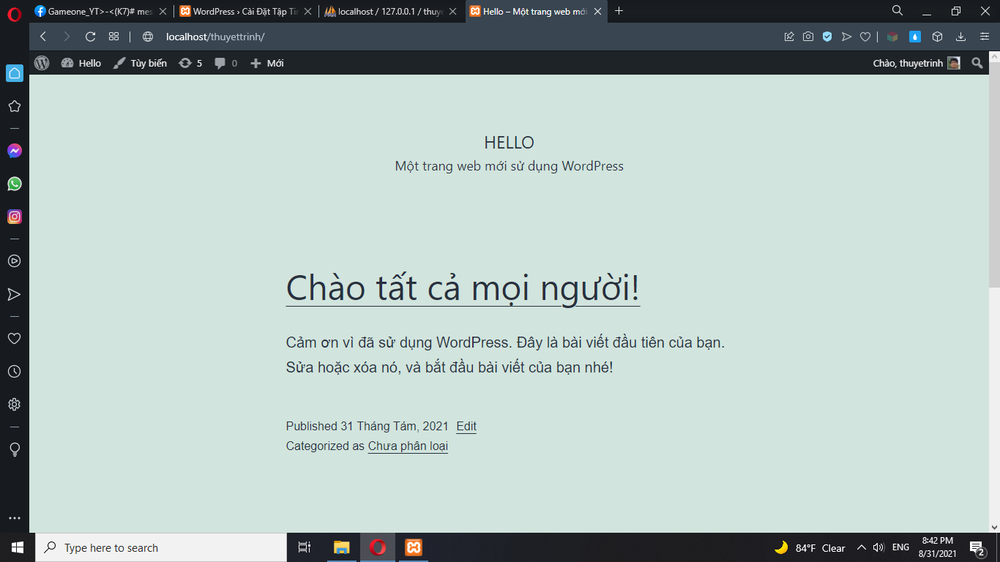 Gameone_YT>-<(K7)# mes
WordPress › Cài Đặt Tập Tin
localhost / 127.0.0.1 / thuye
Hello – Một trang web mới
localhost/thuyettrinh/
Hello
Tùy biến
5
0
Mới
Chào, thuyetrinh
HELLO
Một trang web mới sử dụng WordPress
Chào tất cả mọi người!
Cảm ơn vì đã sử dụng WordPress. Đây là bài viết đầu tiên của bạn.
Sửa hoặc xóa nó, và bắt đầu bài viết của bạn nhé!
Published 31 Tháng Tám, 2021 Edit
Categorized as Chưa phân loại
Type here to search
84°F Clear
ENG
8:42 PM
8/31/2021
2